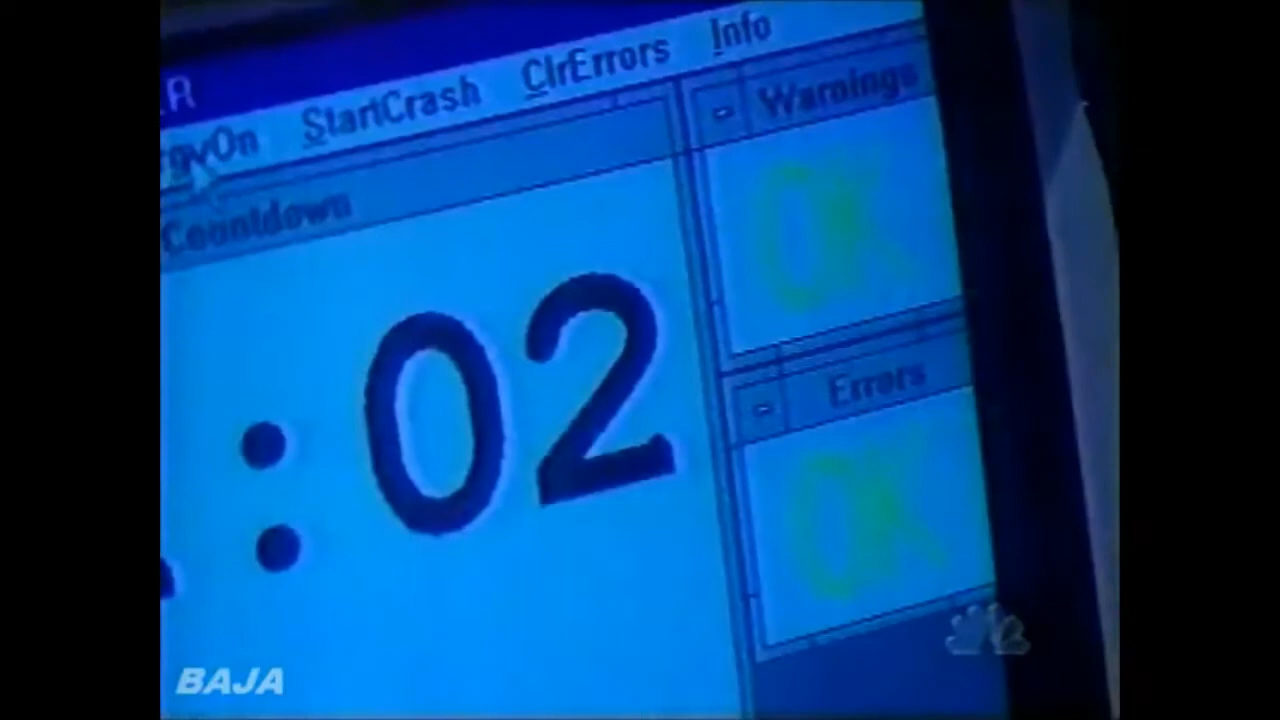 R
StartCrash ClrErrors Info
Countdown
Warnings
OK
:02
Errors
OK
BAJA